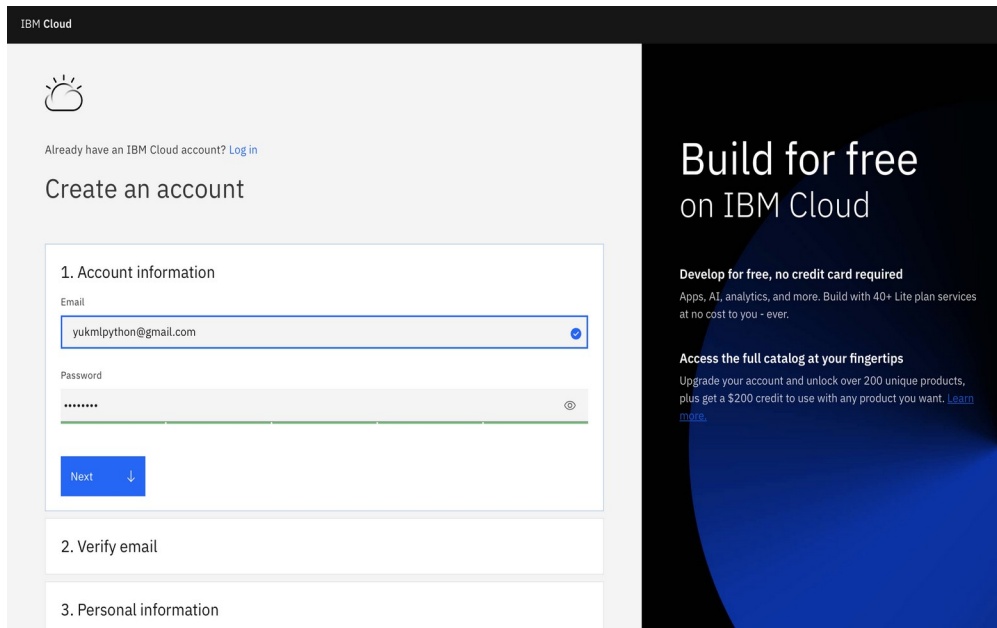 IBM Cloud
Already have an IBM Cloud account? Log in
Create an account
1. Account information
Email
yukmlpython@gmail.com
Password
••••••••
Next
2. Verify email
3. Personal information
Build for free
on IBM Cloud
Develop for free, no credit card required
Apps, AI, analytics, and more. Build with 40+ Lite plan services
at no cost to you - ever.
Access the full catalog at your fingertips
Upgrade your account and unlock over 200 unique products,
plus get a $200 credit to use with any product you want. Learn
more.